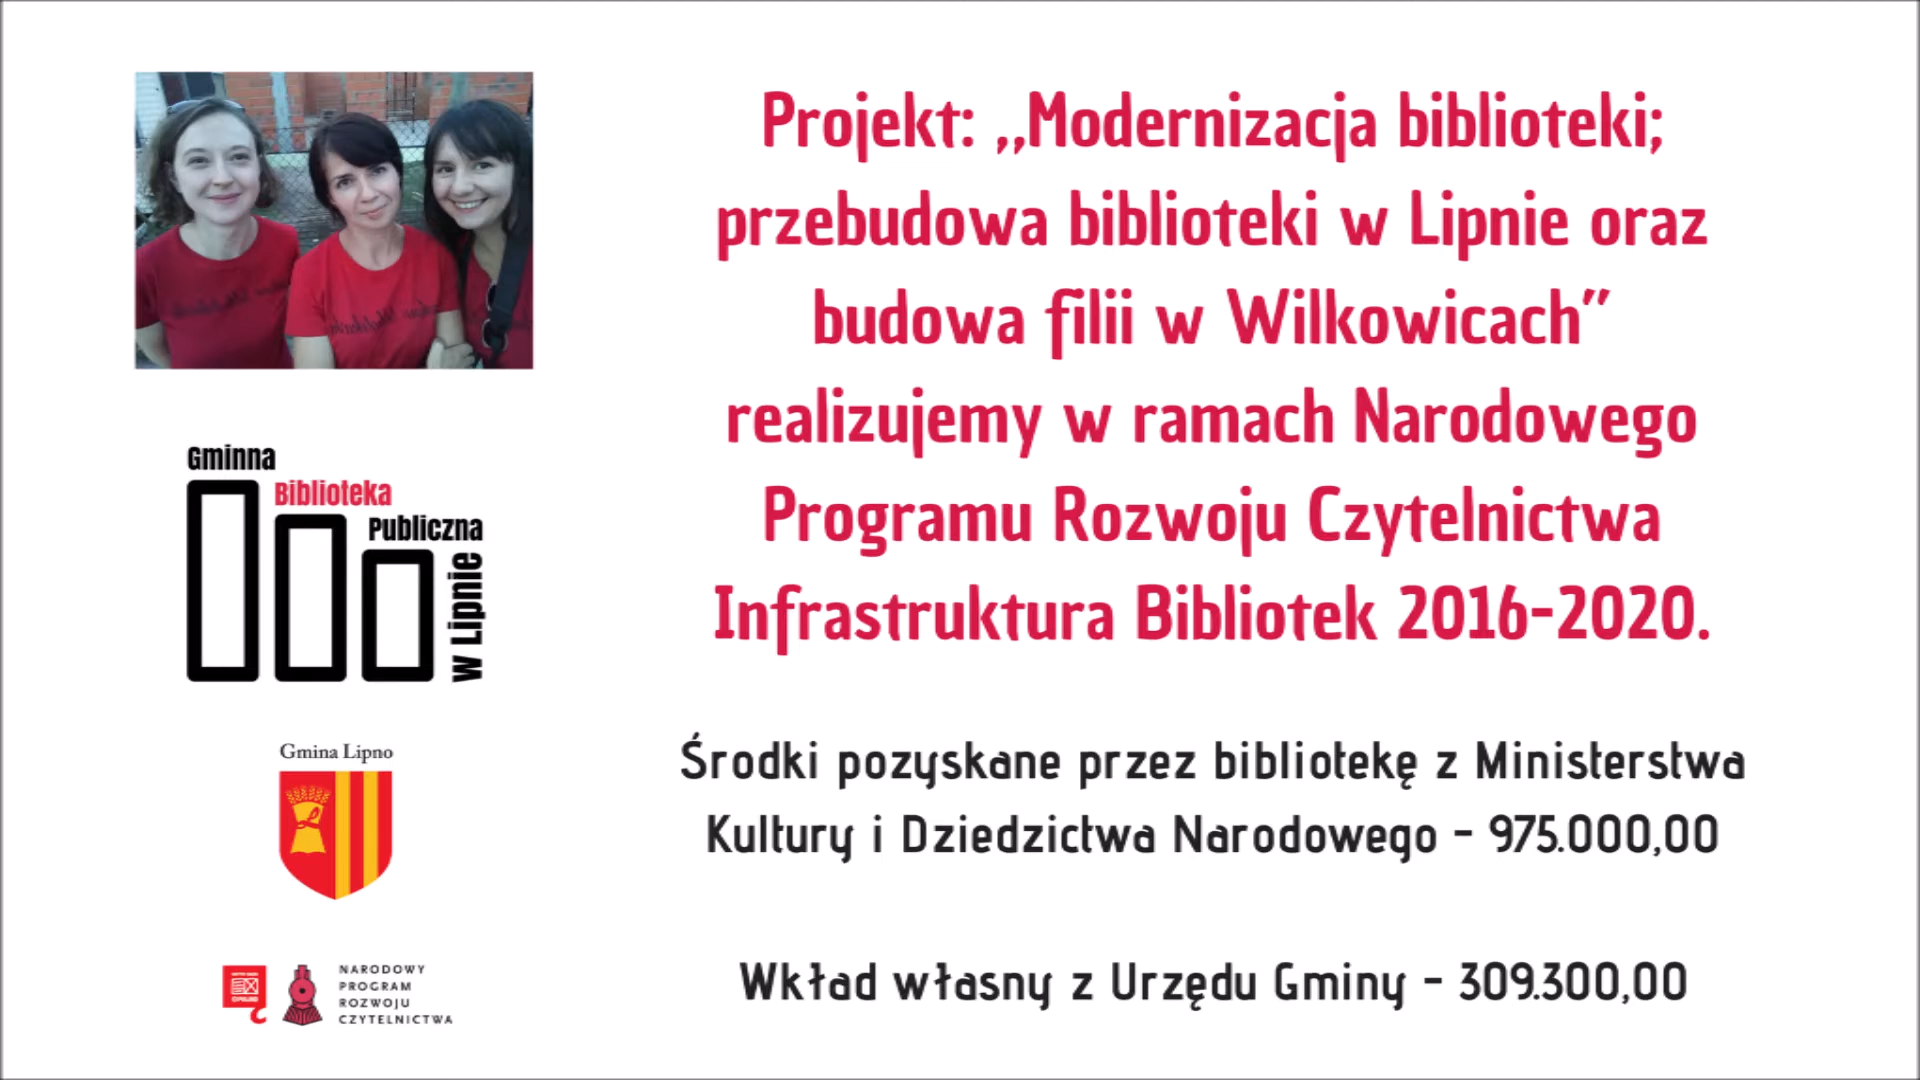 Projekt: ,,Modernizacja biblioteki;
przebudowa biblioteki w Lipnie oraz
budowa filii w Wilkowicach”
realizujemy w ramach Narodowego
Programu Rozwoju Czytelnictwa
Infrastruktura Bibliotek 2016-2020.
Środki pozyskane przez bibliotekę z Ministerstwa
Kultury i Dziedzictwa Narodowego - 975.000,00
Wkład własny z Urzędu Gminy - 309.300,00
Gminna
Biblioteka
Publiczna
w Lipnie
Gmina Lipno
NARODOWY
PROGRAM
ROZWOJU
CZYTELNICTWA